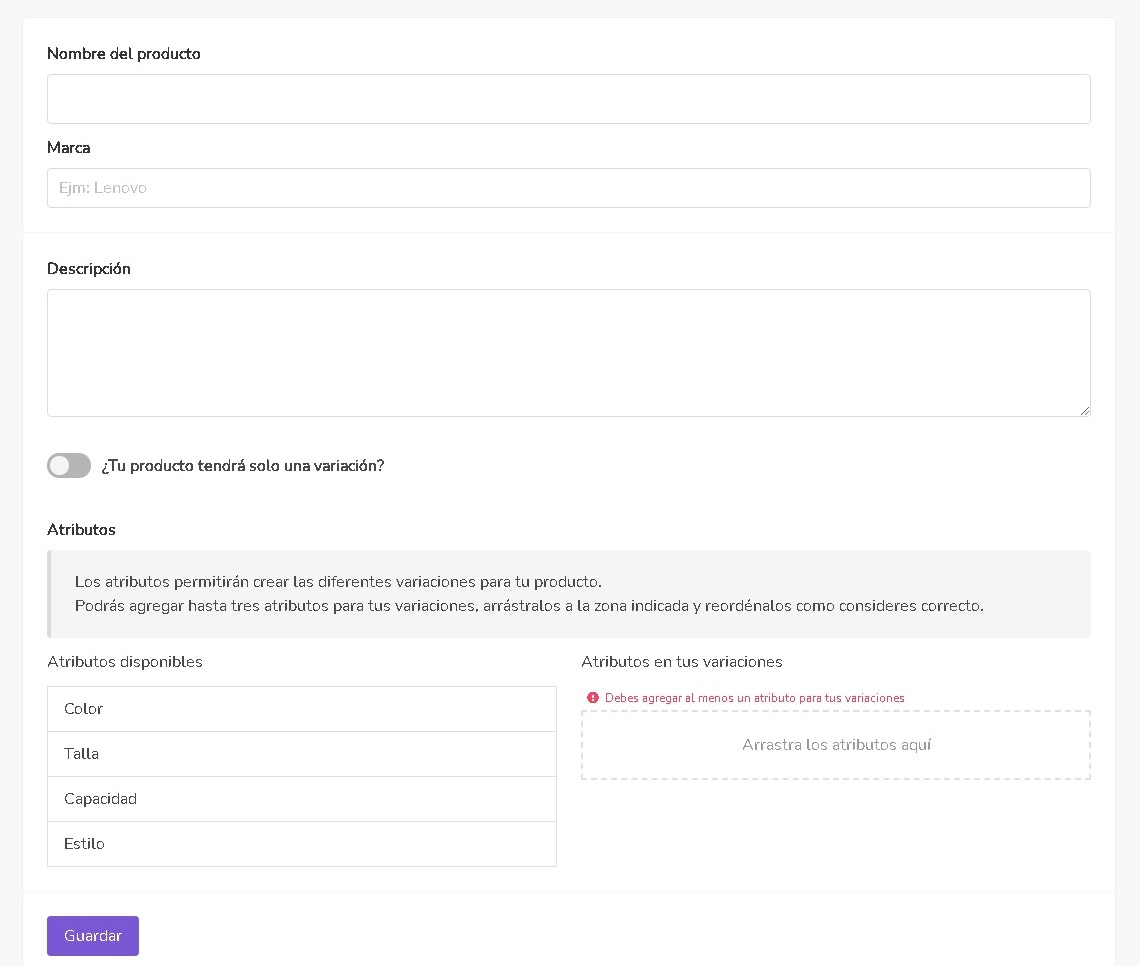 Nombre del producto
Marca
Ejm: Lenovo
Descripción
¿Tu producto tendrá solo una variación?
Atributos
Los atributos permitirán crear las diferentes variaciones para tu producto.
Podrás agregar hasta tres atributos para tus variaciones, arrástralos a la zona indicada y reordénalos como consideres correcto.
Atributos disponibles
Color
Talla
Capacidad
Estilo
Atributos en tus variaciones
Debes agregar al menos un atributo para tus variaciones
Arrastra los atributos aquí
Guardar